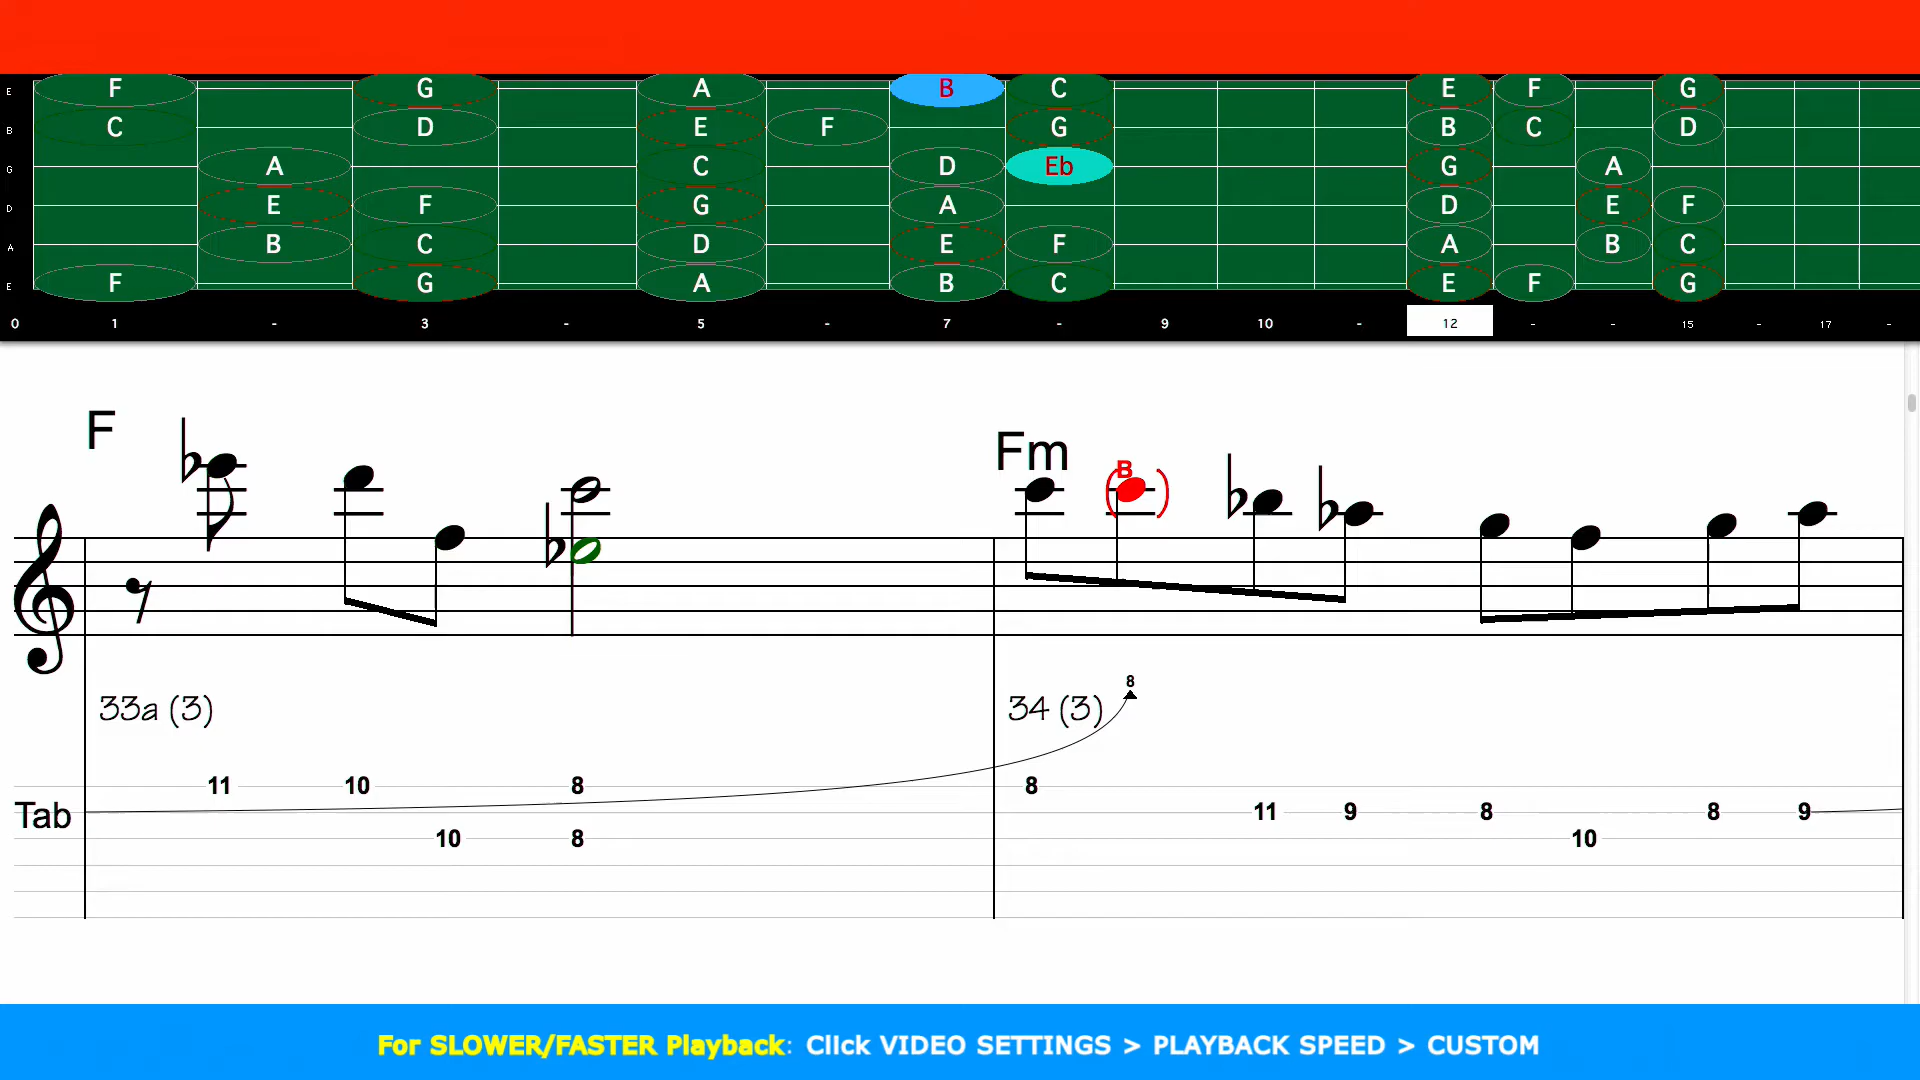 E F G A B C E F G
B C D E F G B C D
G A C D Eb G A
D E F G A D E F
A B C D E F A B C
E F G A B C E F G
0 1 - 3 - 5 - 7 - 9 10 - 12 - - 15 - 17 -
F Fm
B
8
33a (3) 34 (3)
11 10 8 8
Tab 11 9 8 8 9
10 8 10
For SLOWER/FASTER Playback: Click VIDEO SETTINGS > PLAYBACK SPEED > CUSTOM